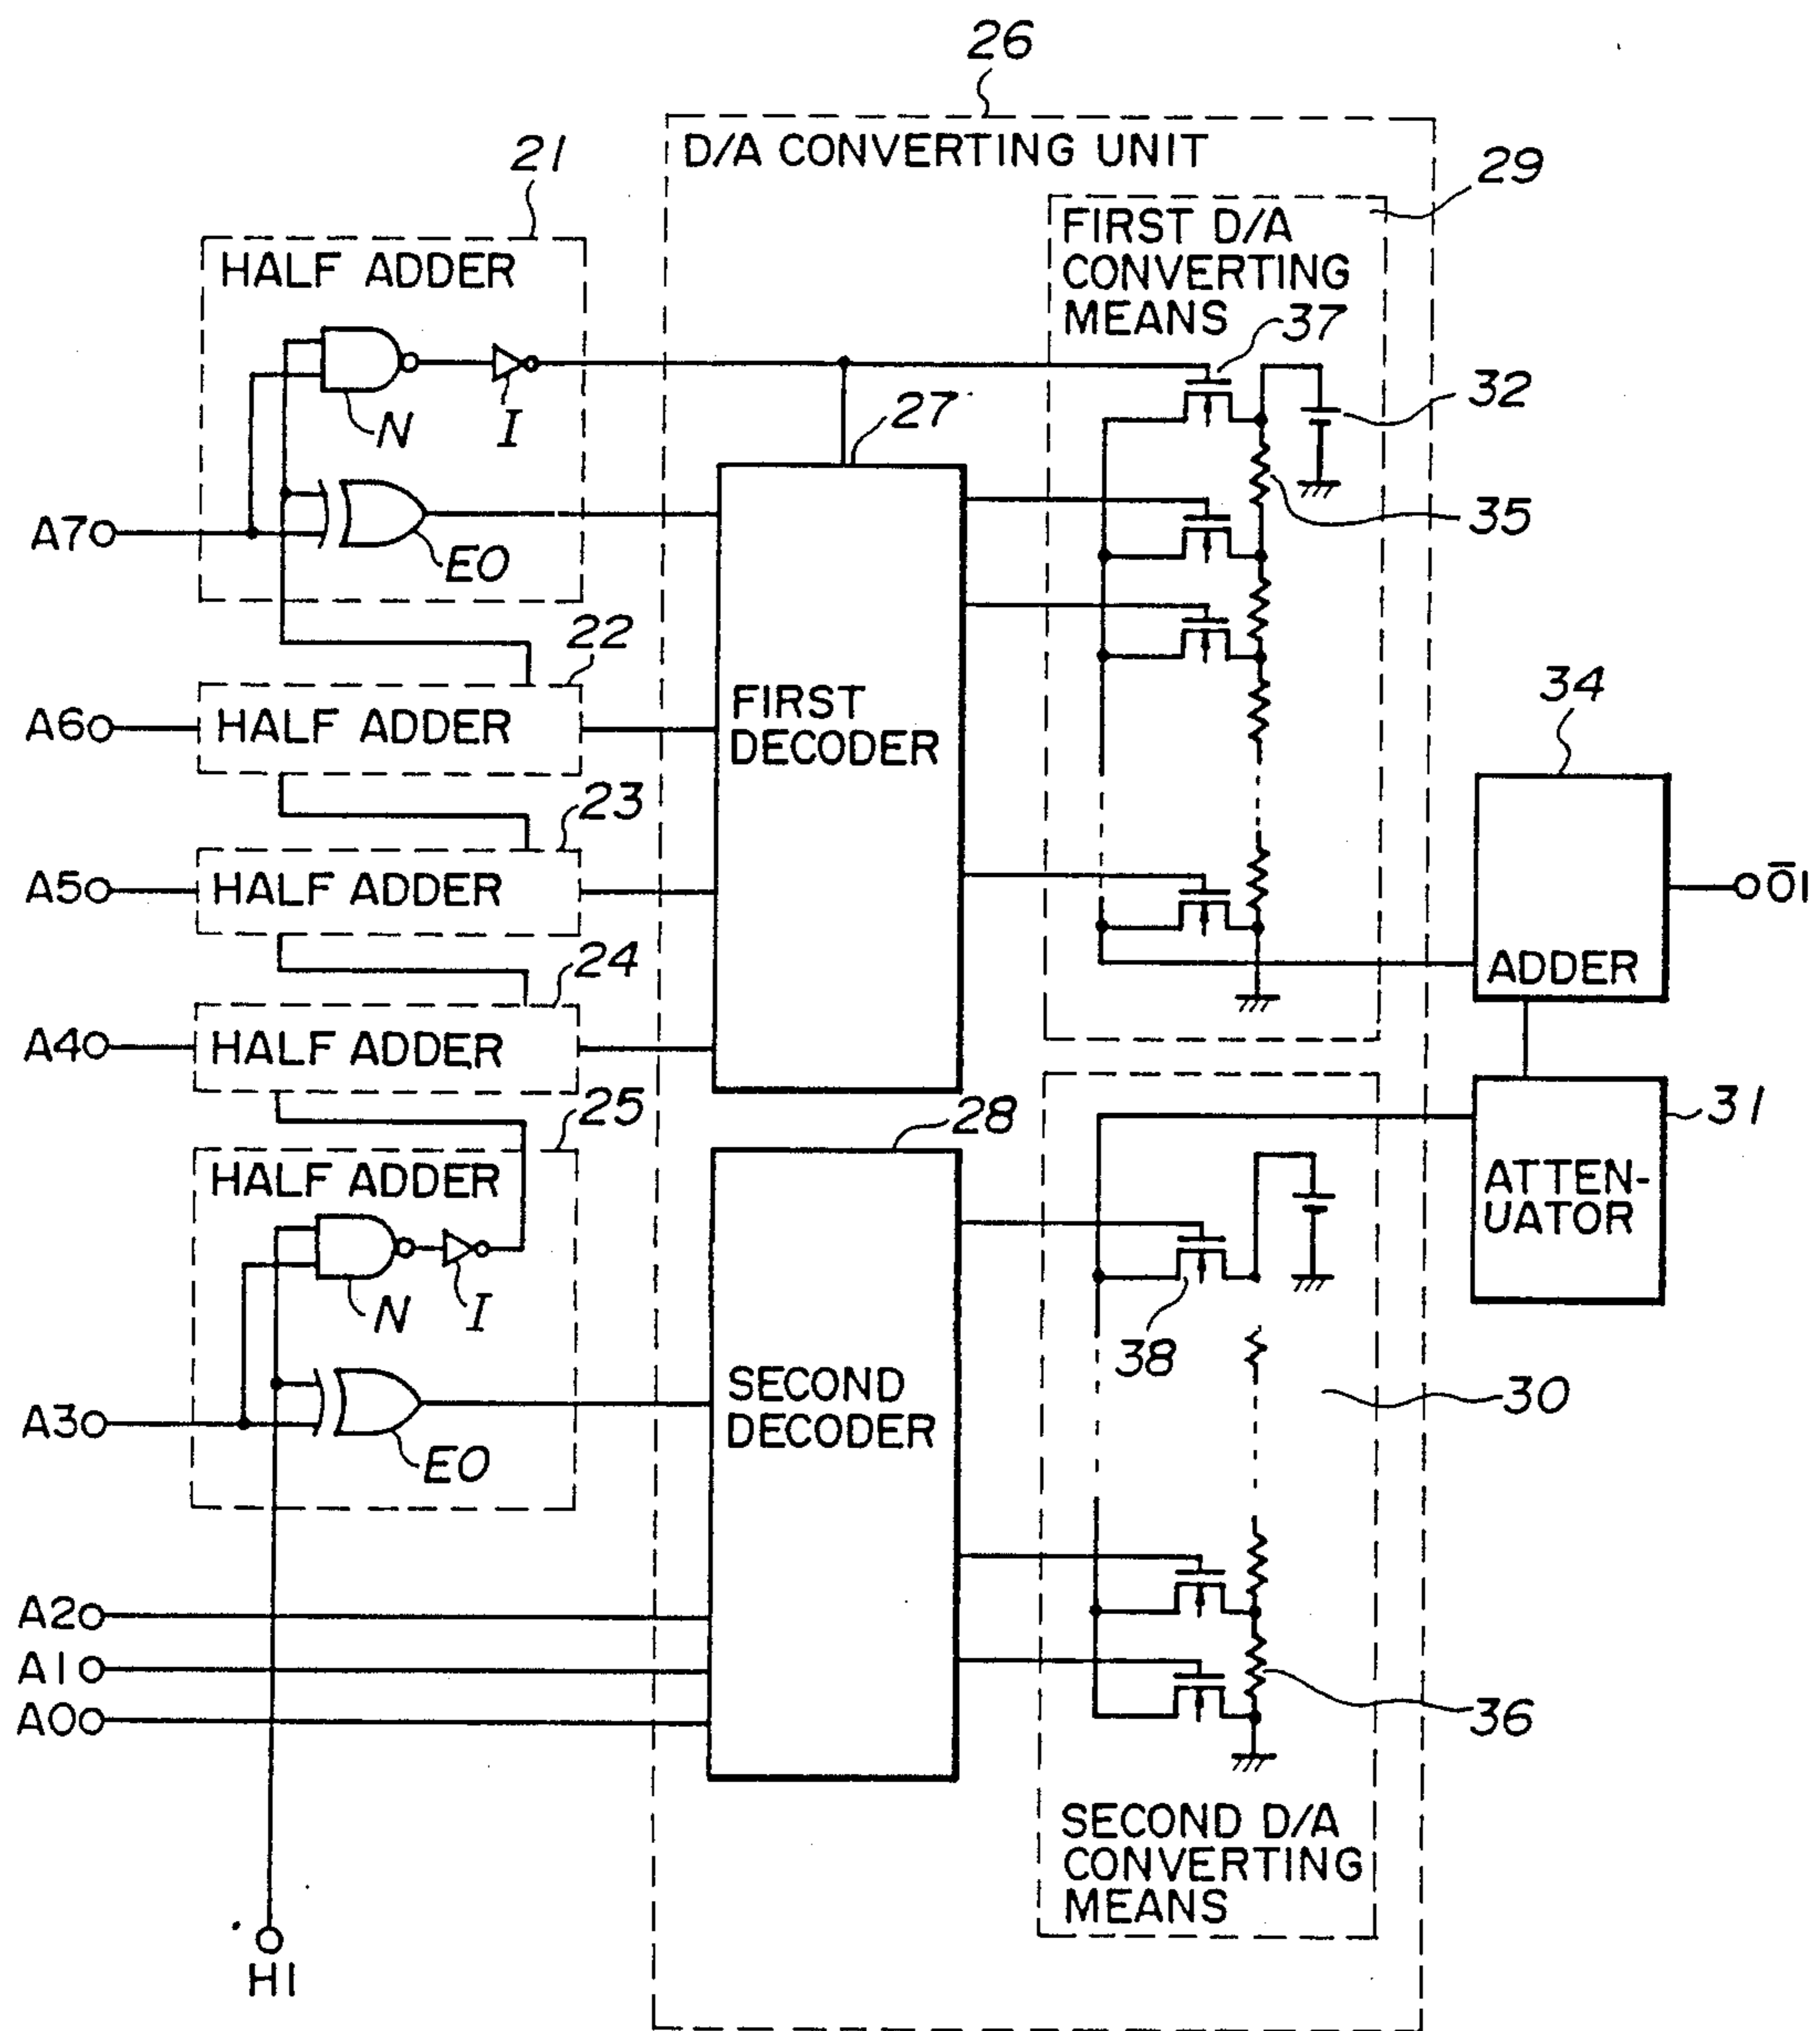 26
D/A CONVERTING UNIT
21
29
HALF ADDER
FIRST D/A
CONVERTING
MEANS
37
N
I
27
32
A7
EO
35
22
A6
HALF ADDER
FIRST
DECODER
34
23
A5
HALF ADDER
O̅1
24
ADDER
A4
HALF ADDER
25
28
31
HALF ADDER
ATTEN-
UATOR
N
I
38
SECOND
DECODER
30
A3
EO
A2
A1
A0
36
SECOND D/A
CONVERTING
MEANS
H1